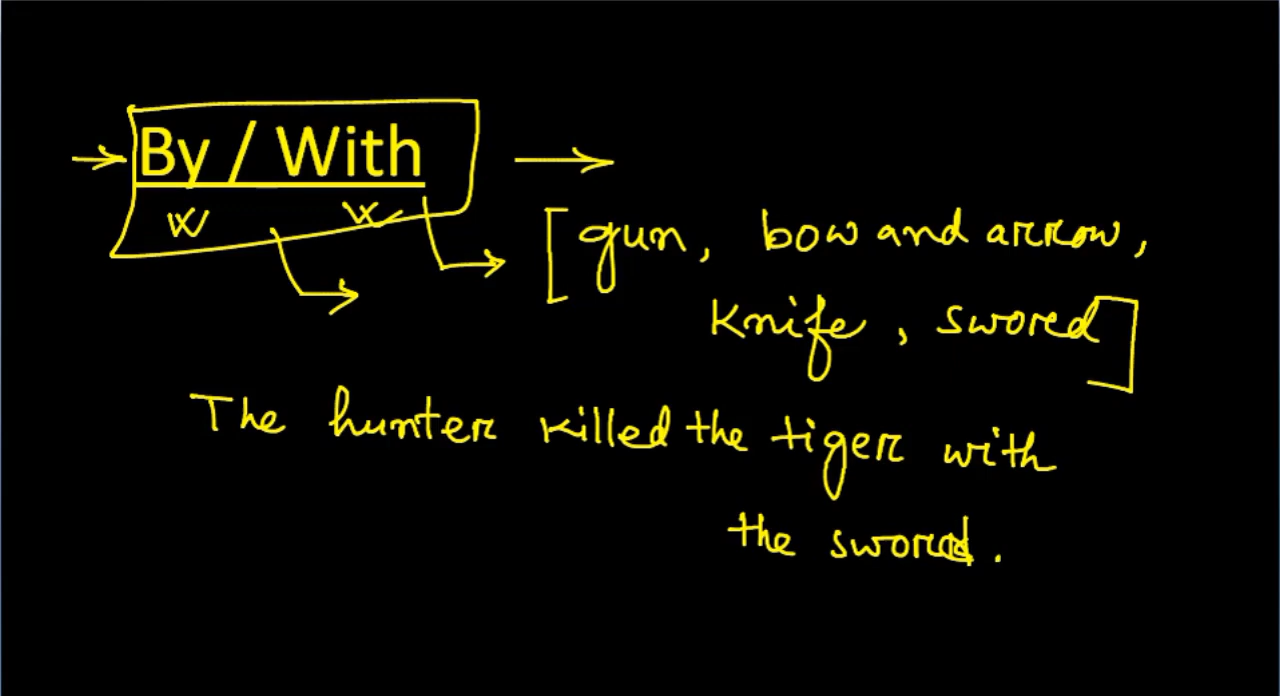 By / With
[gun, bow and arrow,
knife, sword]
The hunter killed the tiger with
the sword.